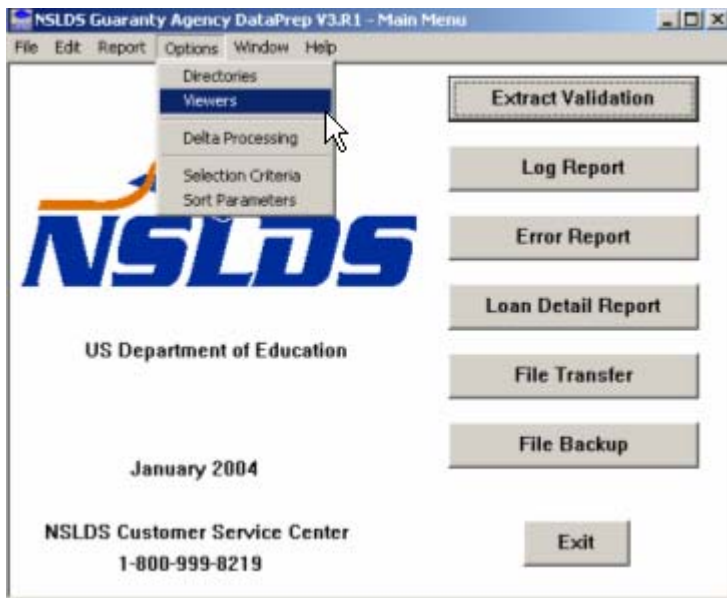 NSLDS Guaranty Agency DataPrep V3.R1 - Main Menu
File Edit Report Options Window Help
Directories
Viewers
Delta Processing
Selection Criteria
Sort Parameters
NSLDS
US Department of Education
January 2004
NSLDS Customer Service Center
1-800-999-8219
Extract Validation
Log Report
Error Report
Loan Detail Report
File Transfer
File Backup
Exit